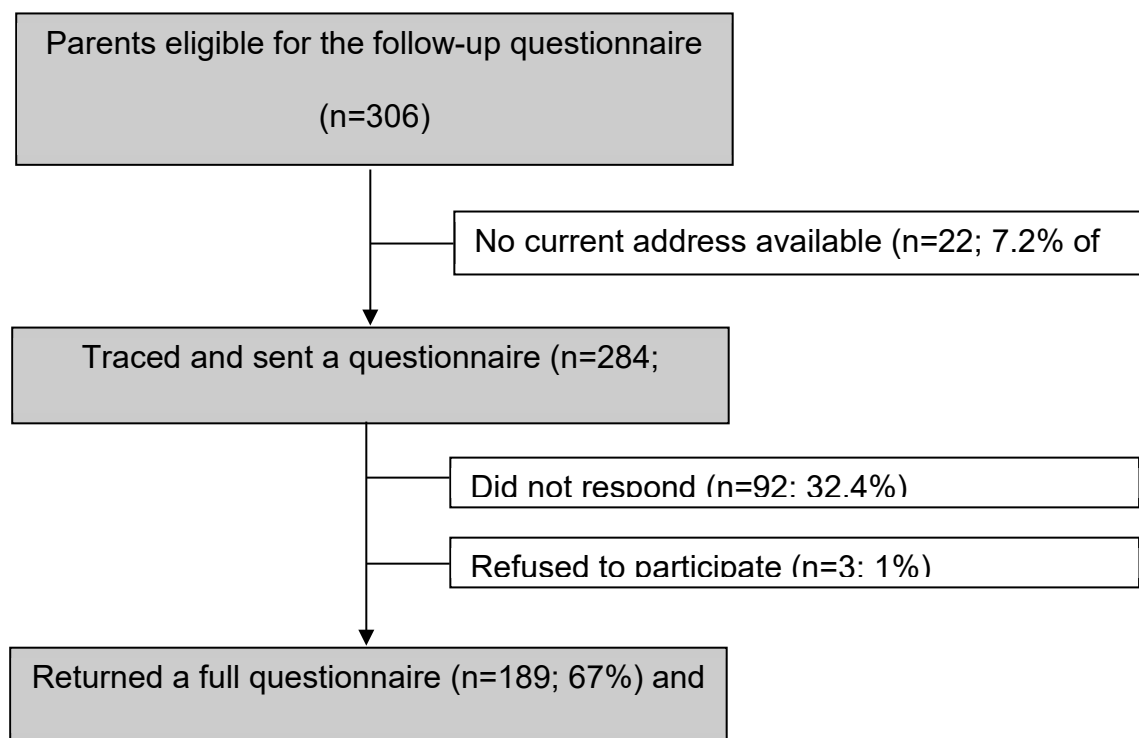 Parents eligible for the follow-up questionnaire
(n=306)
No current address available (n=22; 7.2% of
Traced and sent a questionnaire (n=284;
Did not respond (n=92; 32.4%)
Refused to participate (n=3; 1%)
Returned a full questionnaire (n=189; 67%) and